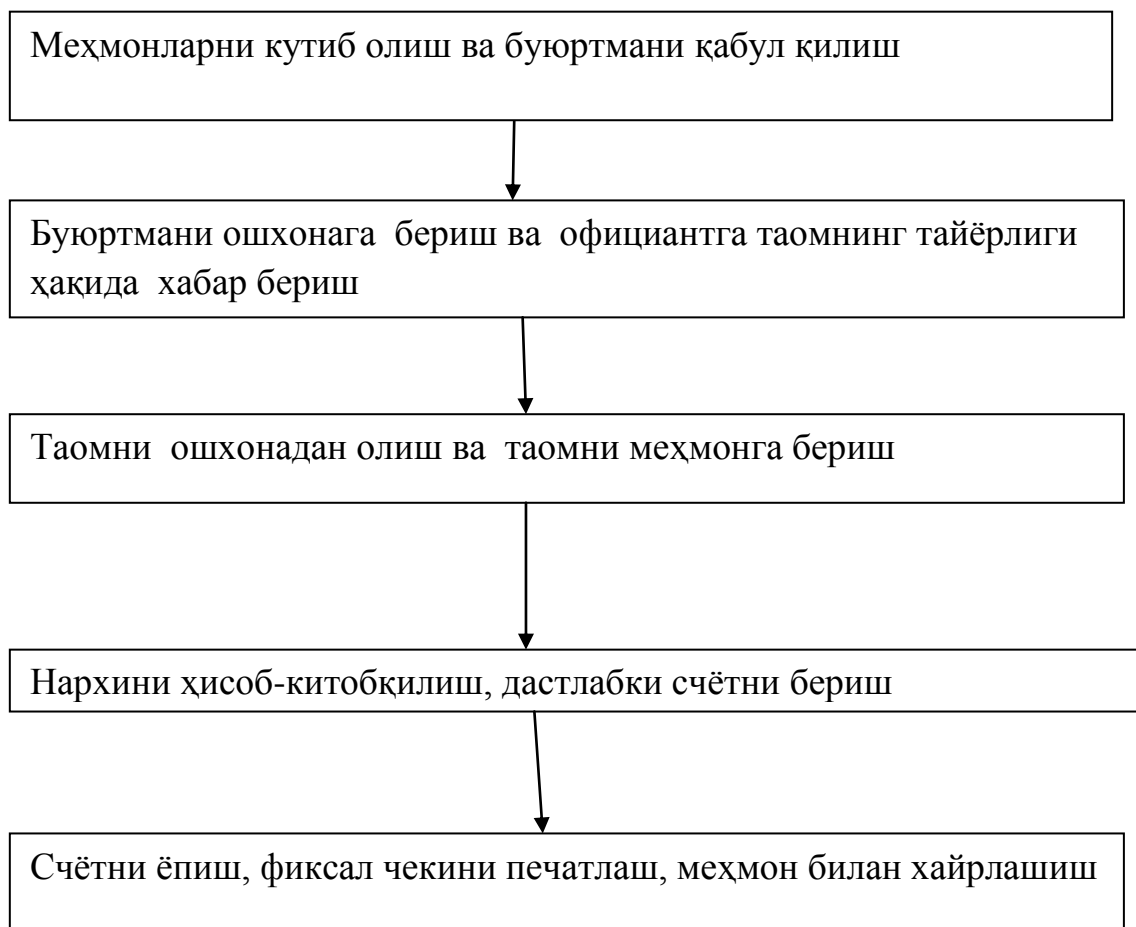 Меҳмонларни кутиб олиш ва буюртмани қабул қилиш
Буюртмани ошхонага  бериш ва  официантга таомнинг тайёрлиги
ҳақида  хабар бериш
Таомни  ошхонадан олиш ва  таомни меҳмонга бериш
Нархини ҳисоб-китобқилиш, дастлабки счётни бериш
Счётни ёпиш, фиксал чекини печатлаш, меҳмон билан хайрлашиш